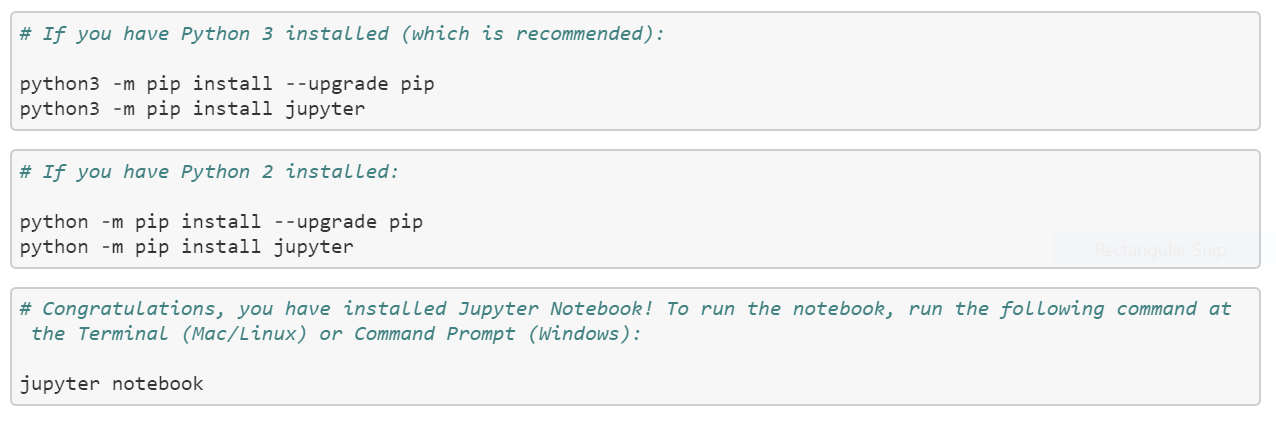 # If you have Python 3 installed (which is recommended):
python3 -m pip install --upgrade pip
python3 -m pip install jupyter
# If you have Python 2 installed:
python -m pip install --upgrade pip
python -m pip install jupyter
Rectangular Snip
# Congratulations, you have installed Jupyter Notebook! To run the notebook, run the following command at
the Terminal (Mac/Linux) or Command Prompt (Windows):
jupyter notebook